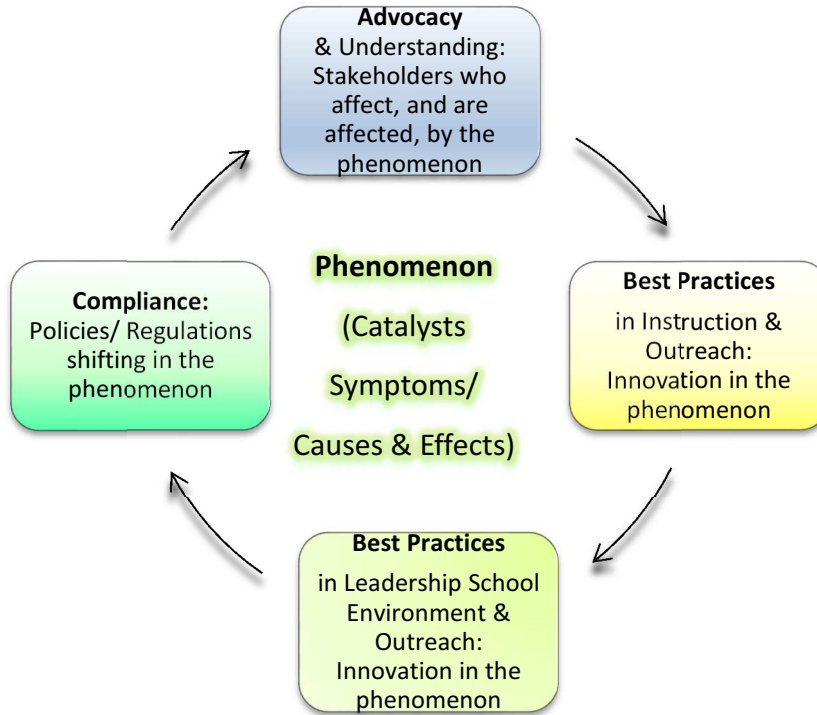 Advocacy
& Understanding:
Stakeholders who
affect, and are
affected, by the
phenomenon
Best Practices
in Instruction &
Outreach:
Innovation in the
phenomenon
Best Practices
in Leadership School
Environment &
Outreach:
Innovation in the
phenomenon
Compliance:
Policies/ Regulations
shifting in the
phenomenon
Phenomenon
(Catalysts
Symptoms/
Causes & Effects)